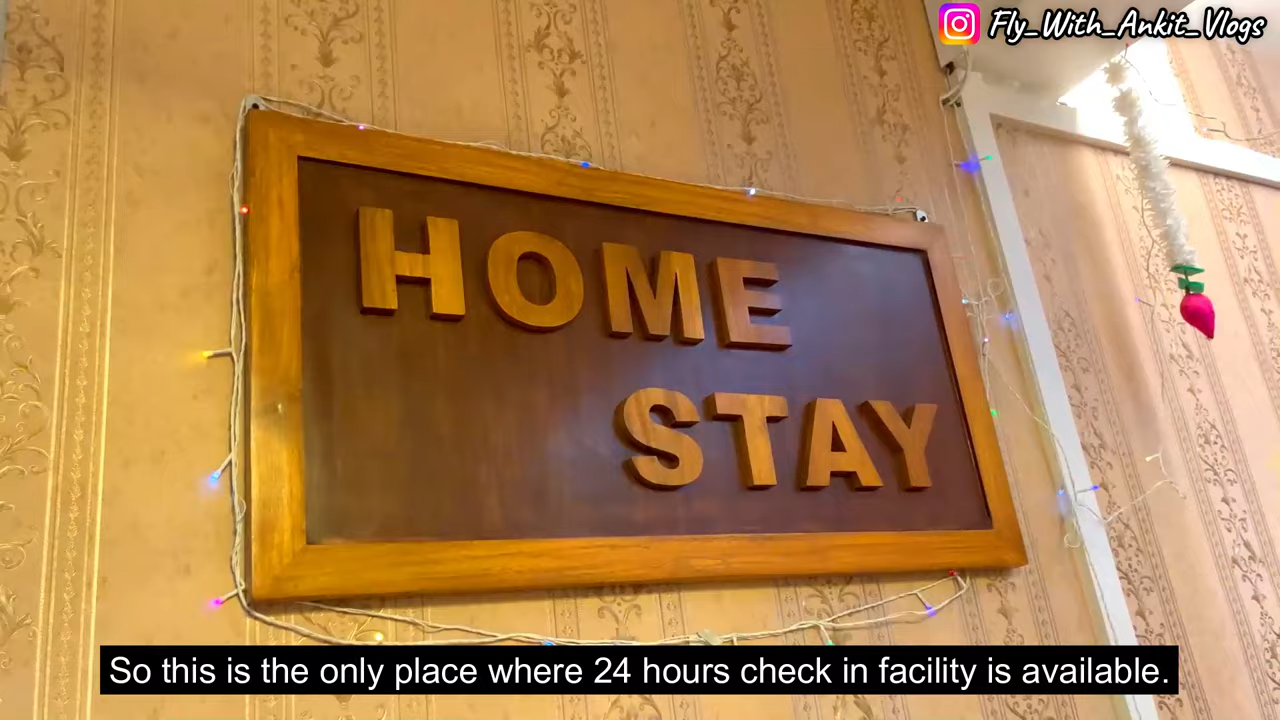 Fly_With_Ankit_Vlogs
HOME
STAY
So this is the only place where 24 hours check in facility is available.